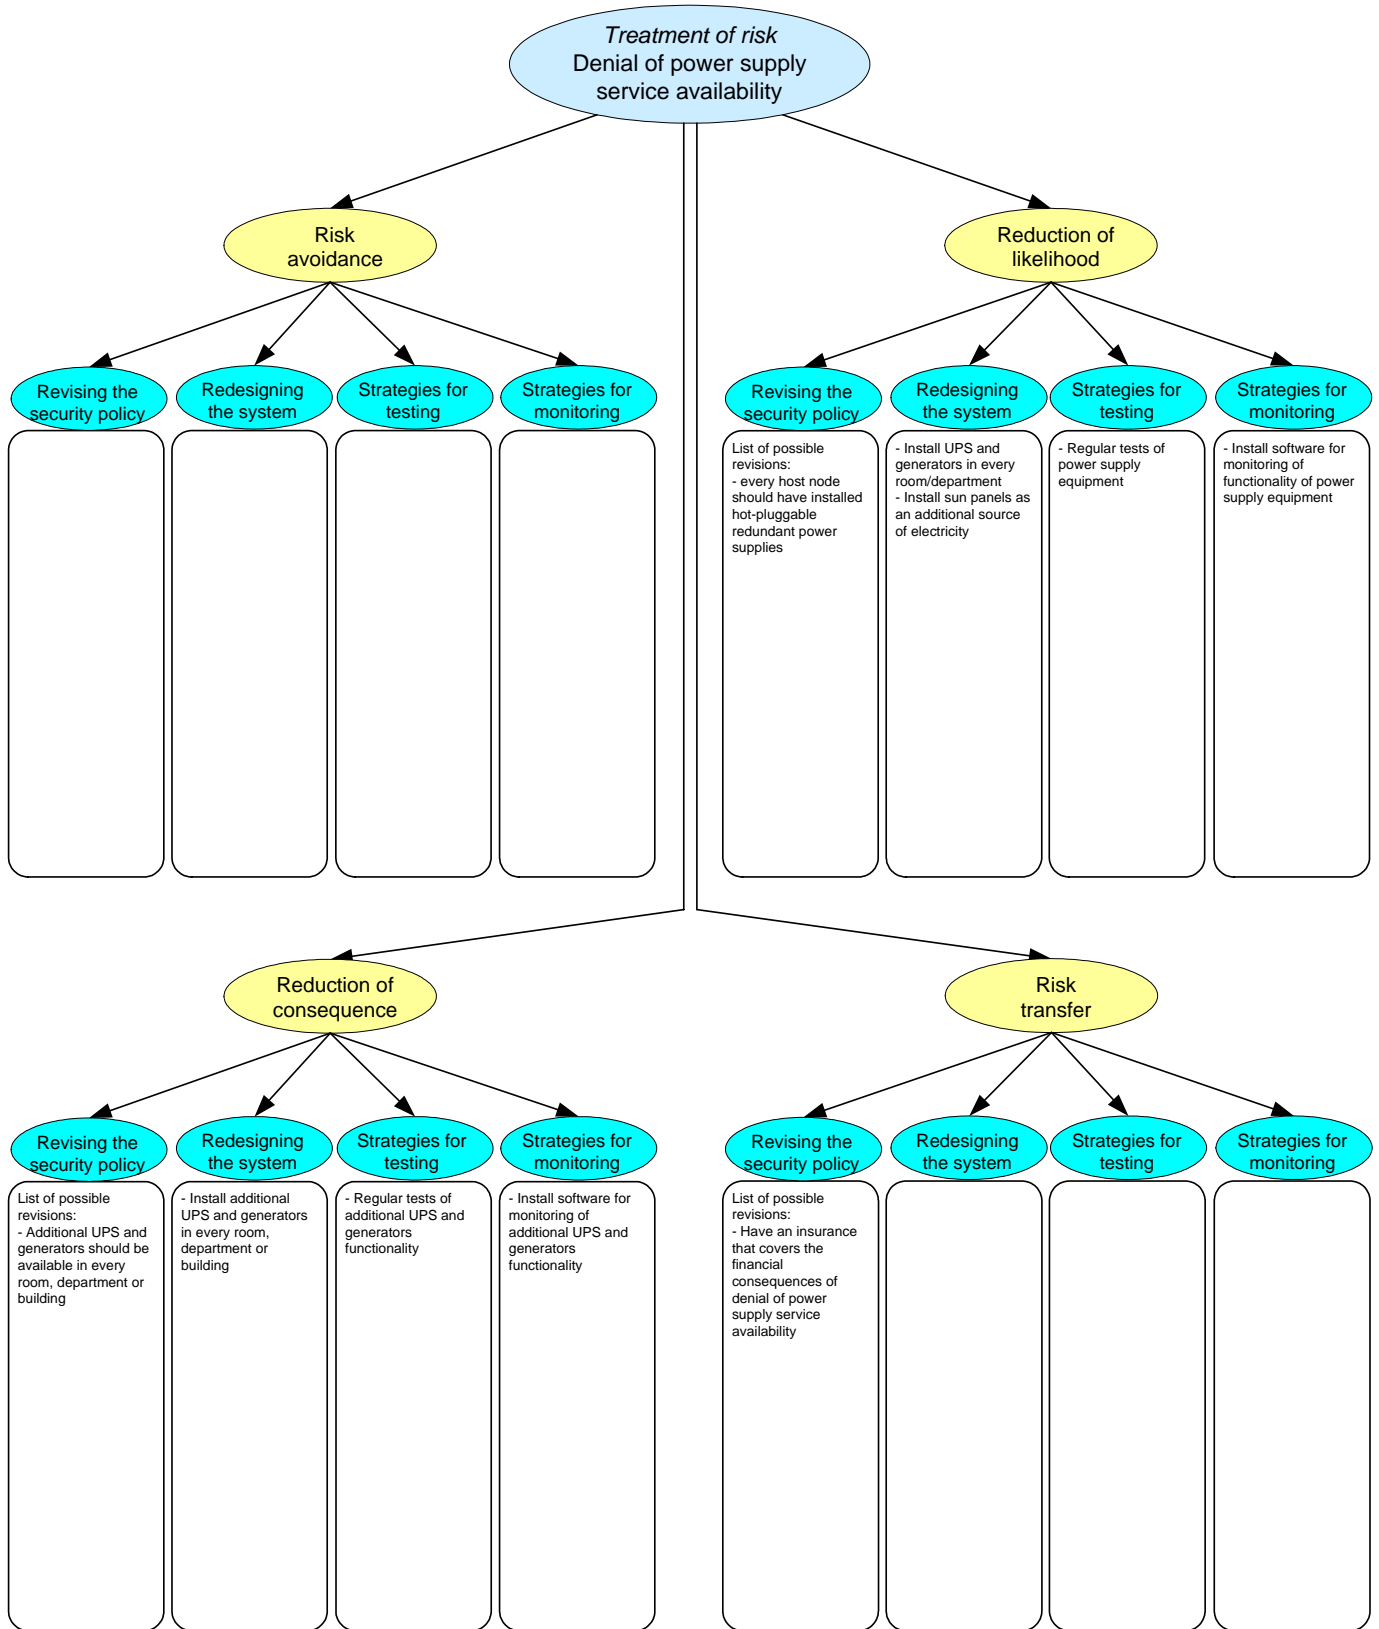 Treatment of risk
Denial of power supply
service availability
Risk
avoidance
Reduction of
likelihood
Revising the
security policy
Redesigning
the system
Strategies for
testing
Strategies for
monitoring
Revising the
security policy
Redesigning
the system
Strategies for
testing
Strategies for
monitoring
List of possible
revisions:
- every host node
should have installed
hot-pluggable
redundant power
supplies
- Install UPS and
generators in every
room/department
- Install sun panels as
an additional source
of electricity
- Regular tests of
power supply
equipment
- Install software for
monitoring of
functionality of power
supply equipment
Reduction of
consequence
Risk
transfer
Revising the
security policy
Redesigning
the system
Strategies for
testing
Strategies for
monitoring
Revising the
security policy
Redesigning
the system
Strategies for
testing
Strategies for
monitoring
List of possible
revisions:
- Additional UPS and
generators should be
available in every
room, department or
building
- Install additional
UPS and generators
in every room,
department or
building
- Regular tests of
additional UPS and
generators
functionality
- Install software for
monitoring of
additional UPS and
generators
functionality
List of possible
revisions:
- Have an insurance
that covers the
financial
consequences of
denial of power
supply service
availability